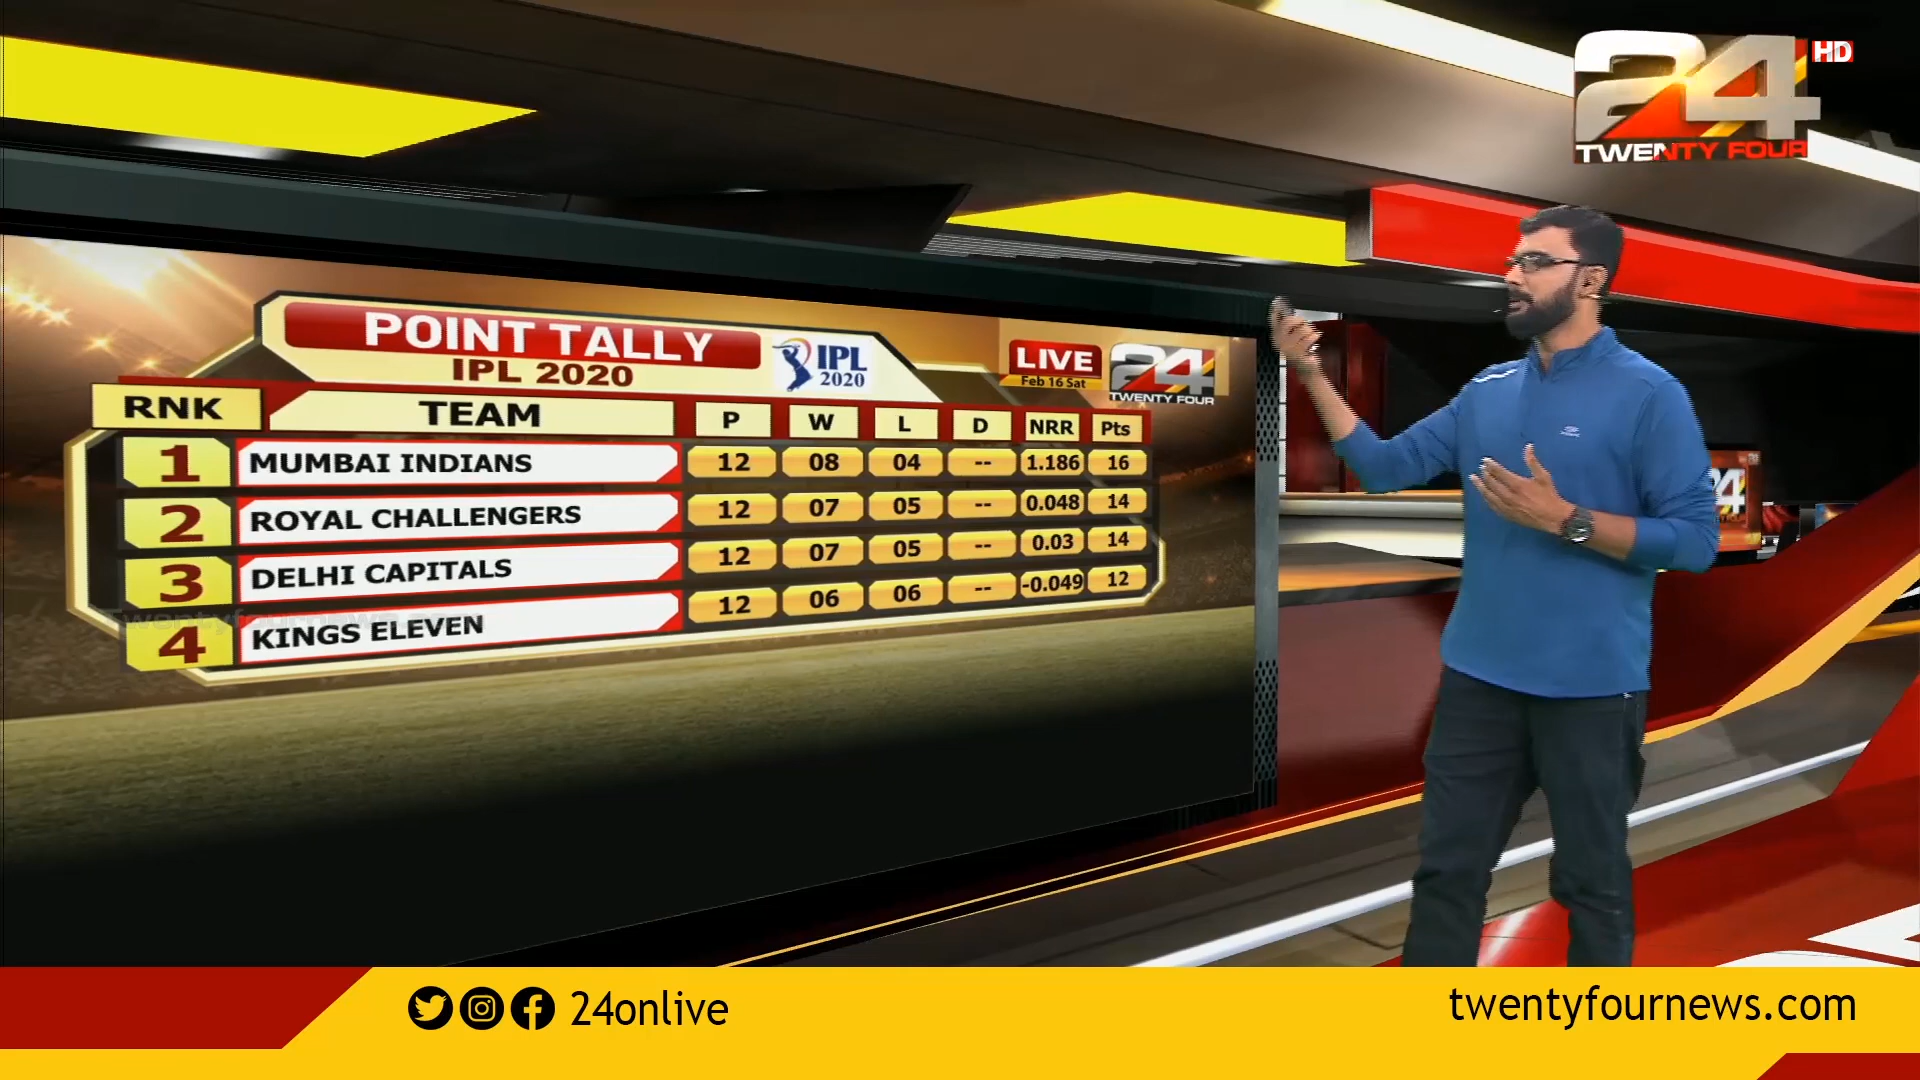 24 HD
TWENTY FOUR
POINT TALLY
IPL 2020
IPL
2020
LIVE
Feb 16 Sat
24
TWENTY FOUR
RNK TEAM P W L D NRR Pts
1 MUMBAI INDIANS 12 08 04 -- 1.186 16
2 ROYAL CHALLENGERS 12 07 05 -- 0.048 14
3 DELHI CAPITALS 12 07 05 -- 0.03 14
4 KINGS ELEVEN 12 06 06 -- -0.049 12
Twentyfournews.com
24
24onlive
twentyfournews.com